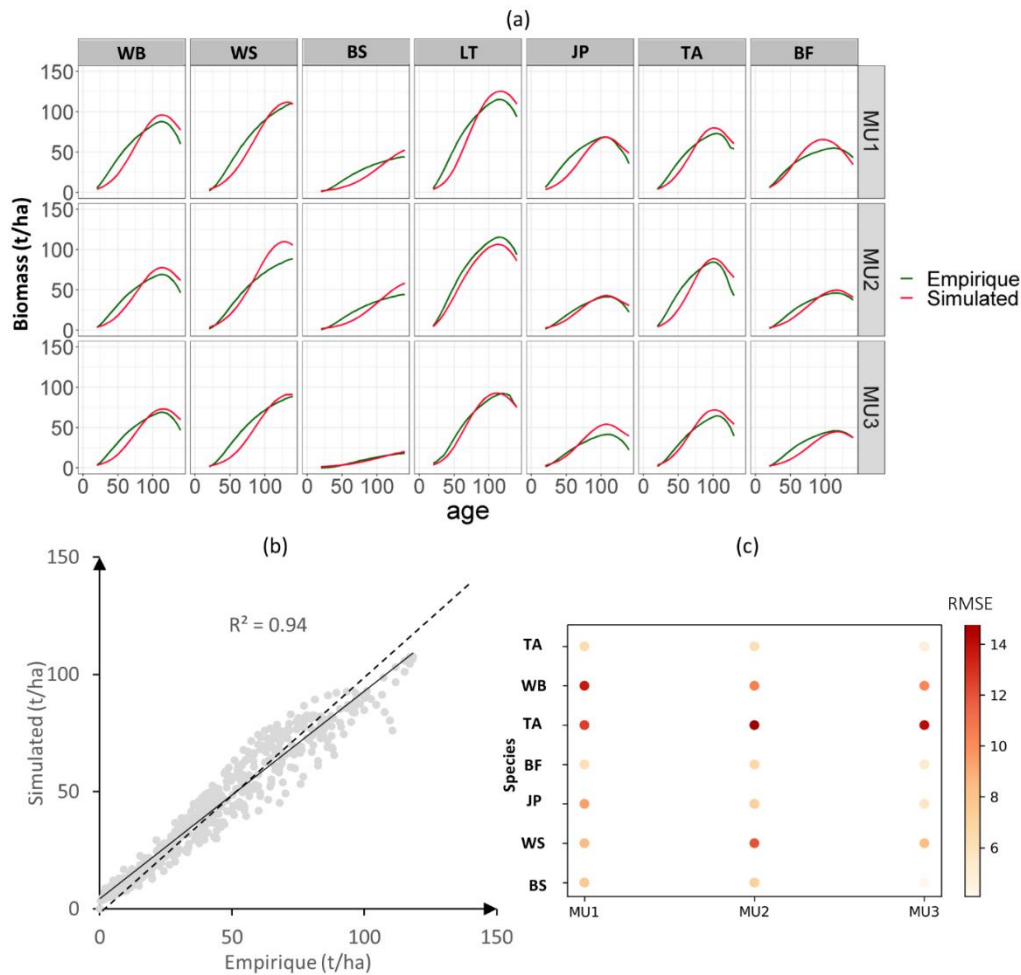 (a)
WB WS BS LT JP TA BF
150
100
50
0
MU1
150
100
50
0
MU2
150
100
50
0
MU3
Biomass (t/ha)
0 50 100 0 50 100 0 50 100 0 50 100 0 50 100 0 50 100 0 50 100
age
Empirique
Simulated
(b)
150
100
50
0
R² = 0.94
Simulated (t/ha)
0 50 100 150
Empirique (t/ha)
(c)
RMSE
TA
WB
TA
BF
JP
WS
BS
Species
MU1 MU2 MU3
14
12
10
8
6